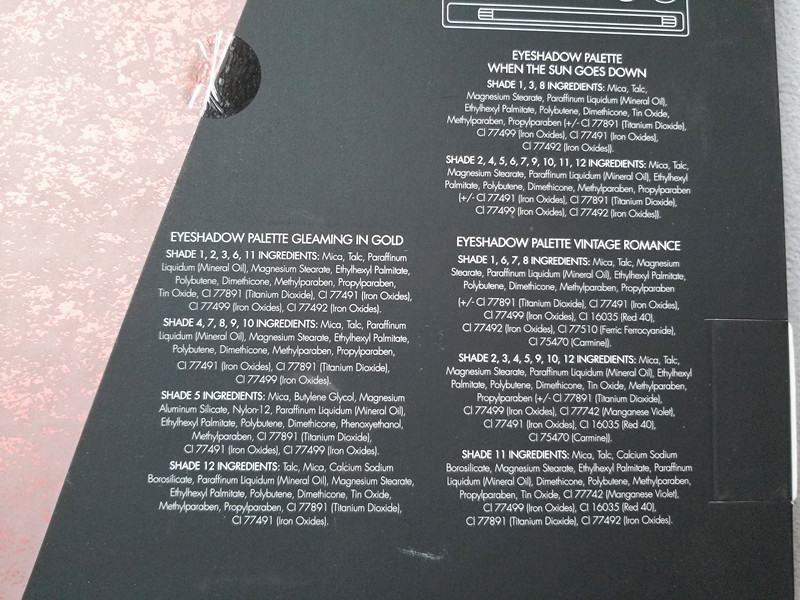 EYESHADOW PALETTE
WHEN THE SUN GOES DOWN
SHADE 1, 3, 8 INGREDIENTS: Mica, Talc,
Magnesium Stearate, Paraffinum Liquidum (Mineral Oil),
Ethylhexyl Palmitate, Polybutene, Dimethicone, Tin Oxide,
Methylparaben, Propylparaben (+/- CI 77891 (Titanium Dioxide),
CI 77499 (Iron Oxides), CI 77491 (Iron Oxides),
CI 77492 (Iron Oxides)).
SHADE 2, 4, 5, 6, 7, 9, 10, 11, 12 INGREDIENTS: Mica, Talc,
Magnesium Stearate, Paraffinum Liquidum (Mineral Oil), Ethylhexyl
Palmitate, Polybutene, Dimethicone, Methylparaben, Propylparaben
(+/- CI 77491 (Iron Oxides), CI 77891 (Titanium Dioxide),
CI 77499 (Iron Oxides), CI 77492 (Iron Oxides)).
EYESHADOW PALETTE GLEAMING IN GOLD
SHADE 1, 2, 3, 6, 11 INGREDIENTS: Mica, Talc, Paraffinum
Liquidum (Mineral Oil), Magnesium Stearate, Ethylhexyl Palmitate,
Polybutene, Dimethicone, Methylparaben, Propylparaben,
Tin Oxide, CI 77891 (Titanium Dioxide), CI 77491 (Iron Oxides),
CI 77499 (Iron Oxides), CI 77492 (Iron Oxides).
SHADE 4, 7, 8, 9, 10 INGREDIENTS: Mica, Talc, Paraffinum
Liquidum (Mineral Oil), Magnesium Stearate, Ethylhexyl Palmitate,
Polybutene, Dimethicone, Methylparaben, Propylparaben,
CI 77491 (Iron Oxides), CI 77891 (Titanium Dioxide),
CI 77499 (Iron Oxides).
SHADE 5 INGREDIENTS: Mica, Butylene Glycol, Magnesium
Aluminum Silicate, Nylon-12, Paraffinum Liquidum (Mineral Oil),
Ethylhexyl Palmitate, Polybutene, Dimethicone, Phenoxyethanol,
Methylparaben, CI 77891 (Titanium Dioxide),
CI 77491 (Iron Oxides), CI 77499 (Iron Oxides).
SHADE 12 INGREDIENTS: Talc, Mica, Calcium Sodium
Borosilicate, Paraffinum Liquidum (Mineral Oil), Magnesium Stearate,
Ethylhexyl Palmitate, Polybutene, Dimethicone, Tin Oxide,
Methylparaben, Propylparaben, CI 77891 (Titanium Dioxide),
CI 77491 (Iron Oxides).
EYESHADOW PALETTE VINTAGE ROMANCE
SHADE 1, 6, 7, 8 INGREDIENTS: Mica, Talc, Magnesium
Stearate, Paraffinum Liquidum (Mineral Oil), Ethylhexyl Palmitate,
Polybutene, Dimethicone, Methylparaben, Propylparaben
(+/- CI 77891 (Titanium Dioxide), CI 77491 (Iron Oxides),
CI 77499 (Iron Oxides), CI 16035 (Red 40),
CI 77492 (Iron Oxides), CI 77510 (Ferric Ferrocyanide),
CI 75470 (Carmine)).
SHADE 2, 3, 4, 5, 9, 10, 12 INGREDIENTS: Mica, Talc,
Magnesium Stearate, Paraffinum Liquidum (Mineral Oil), Ethylhexyl
Palmitate, Polybutene, Dimethicone, Tin Oxide, Methylparaben,
Propylparaben (+/- CI 77891 (Titanium Dioxide),
CI 77499 (Iron Oxides), CI 77742 (Manganese Violet),
CI 77491 (Iron Oxides), CI 16035 (Red 40),
CI 75470 (Carmine)).
SHADE 11 INGREDIENTS: Mica, Talc, Calcium Sodium
Borosilicate, Magnesium Stearate, Ethylhexyl Palmitate, Paraffinum
Liquidum (Mineral Oil), Dimethicone, Polybutene, Methylparaben,
Propylparaben, Tin Oxide, CI 77742 (Manganese Violet),
CI 77499 (Iron Oxides), CI 16035 (Red 40),
CI 77891 (Titanium Dioxide), CI 77492 (Iron Oxides).